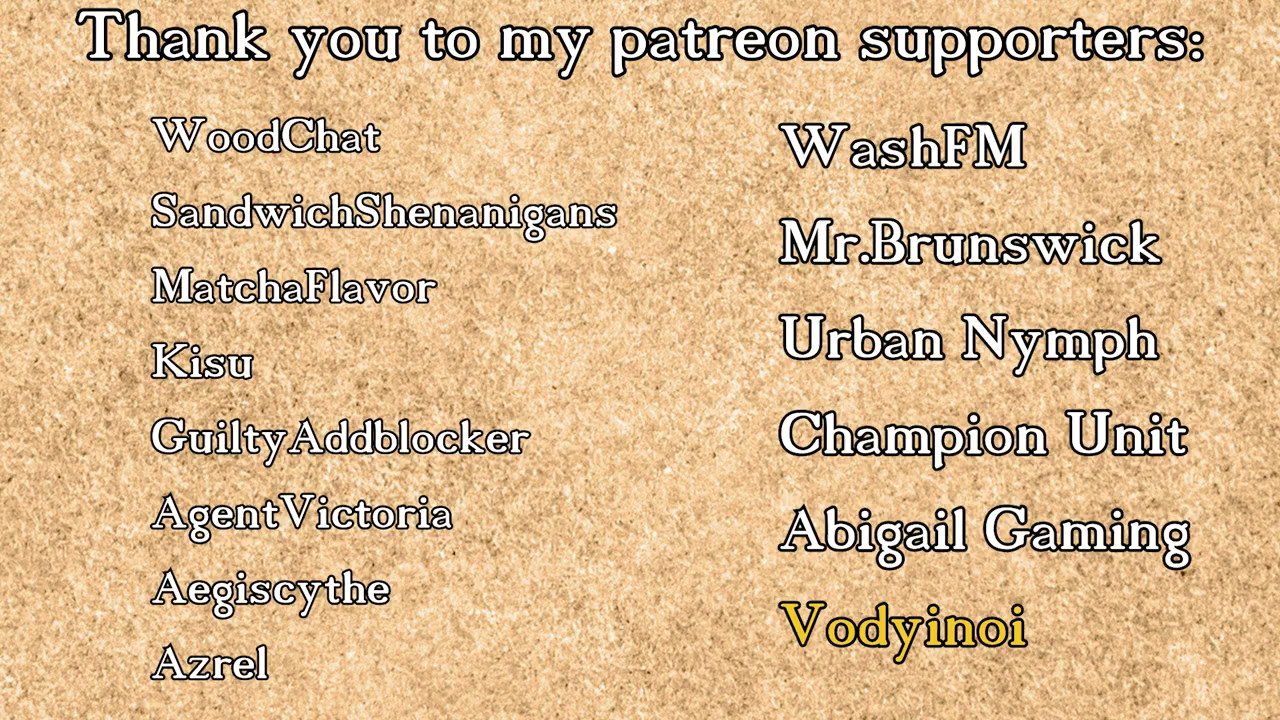 Thank you to my patreon supporters:
WoodChat
SandwichShenanigans
MatchaFlavor
Kisu
GuiltyAddblocker
AgentVictoria
Aegiscythe
Azrel
WashFM
Mr.Brunswick
Urban Nymph
Champion Unit
Abigail Gaming
Vodyinoi